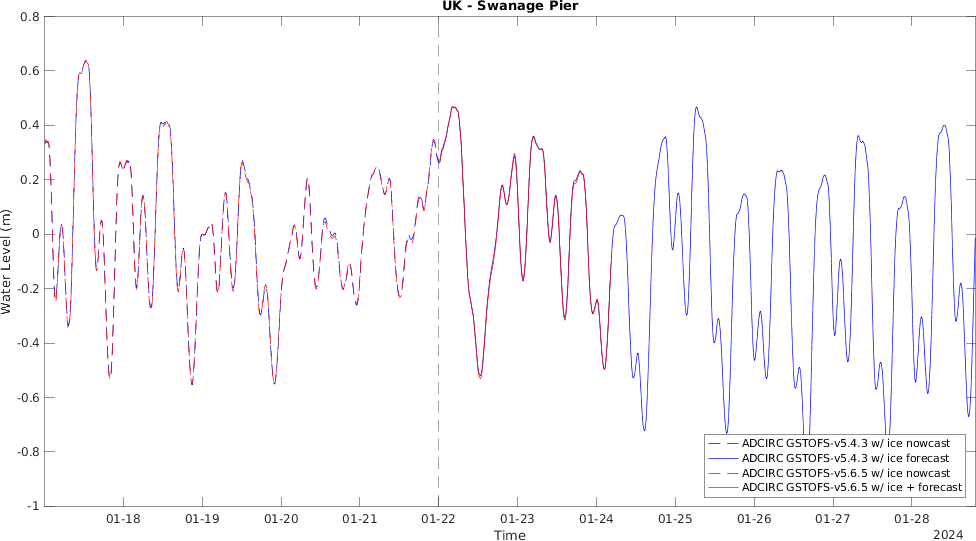 UK - Swanage Pier
0.8
0.6
0.4
0.2
0
-0.2
-0.4
-0.6
-0.8
-1
Water Level (m)
ADCIRC GSTOFS-v5.4.3 w/ ice nowcast
ADCIRC GSTOFS-v5.4.3 w/ ice forecast
ADCIRC GSTOFS-v5.6.5 w/ ice nowcast
ADCIRC GSTOFS-v5.6.5 w/ ice + forecast
01-18 01-19 01-20 01-21 01-22 01-23 01-24 01-25 01-26 01-27 01-28
Time
2024